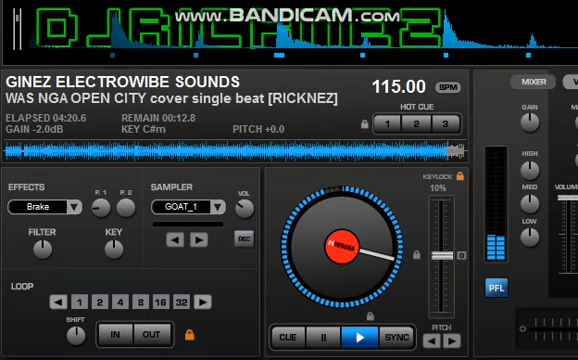 www.BANDICAM.com
DJRICKNEZ
GINEZ ELECTROWIBE SOUNDS
115.00 BPM
WAS NGA OPEN CITY cover single beat [RICKNEZ]
HOT CUE
ELAPSED 04:20.6 REMAIN 00:12.8
1 2 3
GAIN -2.0dB KEY C#m PITCH +0.0
MIXER V
GAIN
HIGH
MED
VOLUME
LOW
PFL
EFFECTS P. 1 P. 2 SAMPLER VOL
Brake GOAT_1
REC
FILTER KEY
KEYLOCK
10%
LOOP
1 2 4 8 16 32
SHIFT IN OUT
CUE II SYNC
PITCH